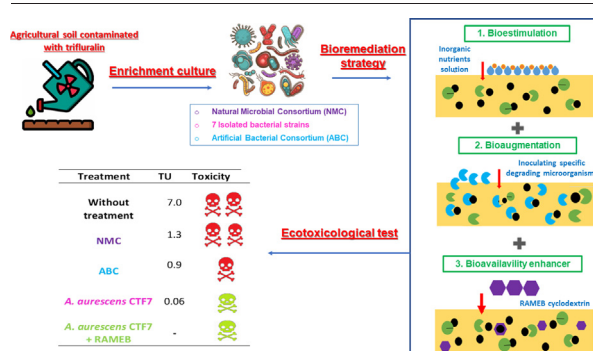 Agricultural soil contaminated
with trifluralin
Enrichment culture
Bioremediation
strategy
o Natural Microbial Consortium (NMC)
o 7 Isolated bacterial strains
o Artificial Bacterial Consortium (ABC)
1. Bioestimulation
Inorganic
nutrients
solution
2. Bioaugmentation
Inoculating specific
degrading microorganism
3. Bioavailavility enhancer
RAMEB cyclodextrin
Ecotoxicological test
Treatment TU Toxicity
Without
treatment 7.0
NMC 1.3
ABC 0.9
A. aurescens CTF7 0.06
A. aurescens CTF7
+ RAMEB -